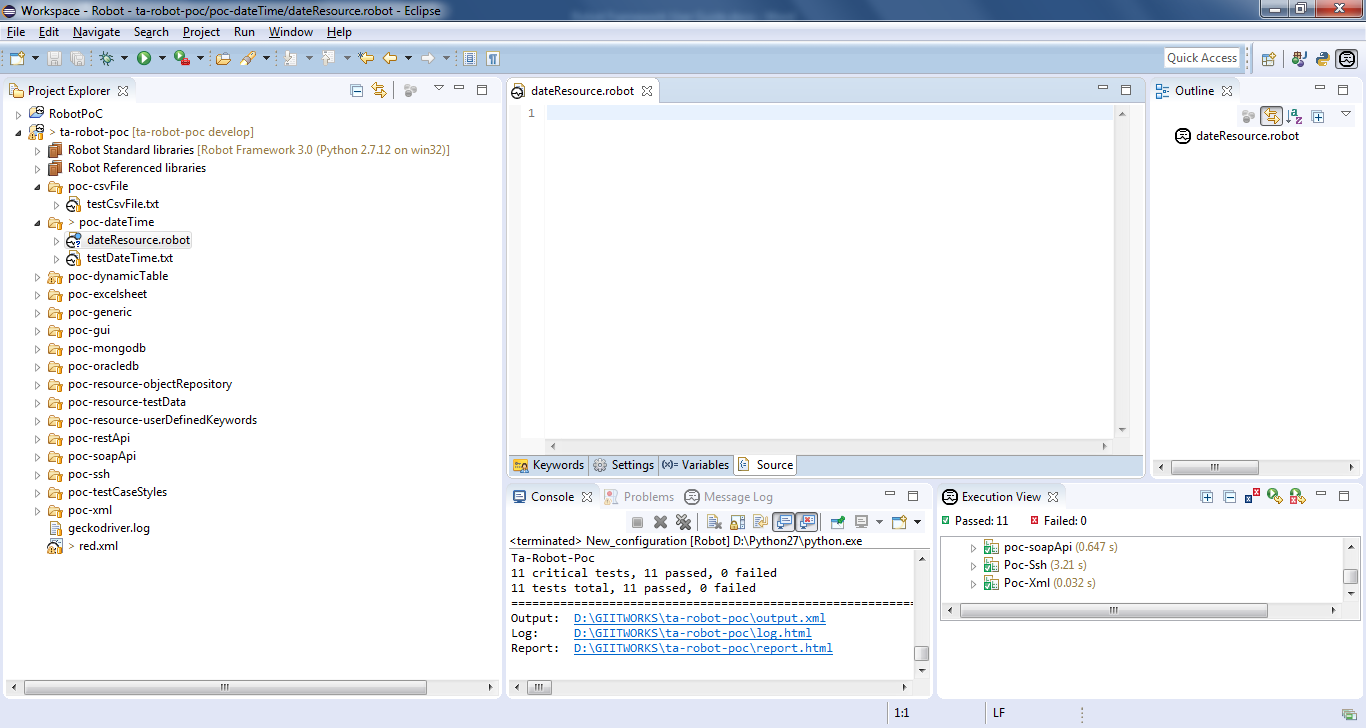 Workspace - Robot - ta-robot-poc/poc-dateTime/dateResource.robot - Eclipse
File Edit Navigate Search Project Run Window Help
Quick Access
Project Explorer
RobotPoC
> ta-robot-poc [ta-robot-poc develop]
Robot Standard libraries [Robot Framework 3.0 (Python 2.7.12 on win32)]
Robot Referenced libraries
poc-csvFile
testCsvFile.txt
> poc-dateTime
dateResource.robot
testDateTime.txt
poc-dynamicTable
poc-excelsheet
poc-generic
poc-gui
poc-mongodb
poc-oracledb
poc-resource-objectRepository
poc-resource-testData
poc-resource-userDefinedKeywords
poc-restApi
poc-soapApi
poc-ssh
poc-testCaseStyles
poc-xml
geckodriver.log
> red.xml
dateResource.robot
1
Keywords Settings (x)= Variables Source
Outline
dateResource.robot
Console Problems Message Log
<terminated> New_configuration [Robot] D:\Python27\python.exe
Ta-Robot-Poc
11 critical tests, 11 passed, 0 failed
11 tests total, 11 passed, 0 failed
==========================================================
Output: D:\GIITWORKS\ta-robot-poc\output.xml
Log: D:\GIITWORKS\ta-robot-poc\log.html
Report: D:\GIITWORKS\ta-robot-poc\report.html
Execution View
Passed: 11 Failed: 0
poc-soapApi (0.647 s)
Poc-Ssh (3.21 s)
Poc-Xml (0.032 s)
1:1 LF